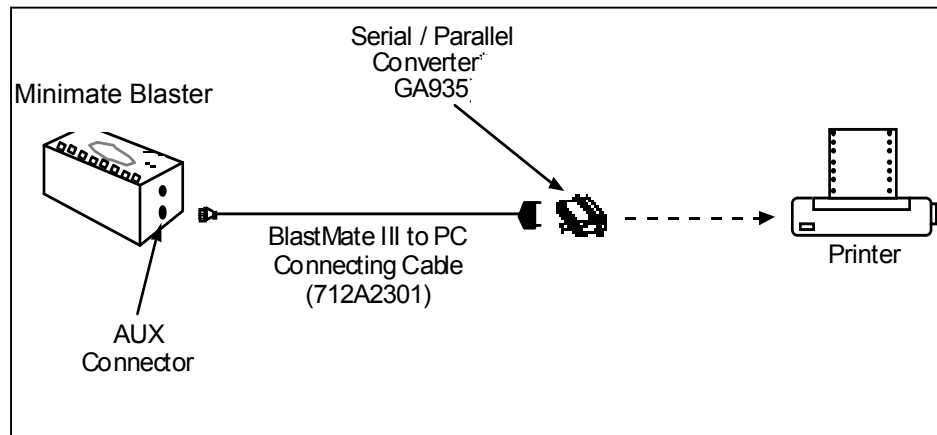 Serial / Parallel
Converter
GA935
Minimate Blaster
BlastMate III to PC
Connecting Cable
(712A2301)
Printer
AUX
Connector